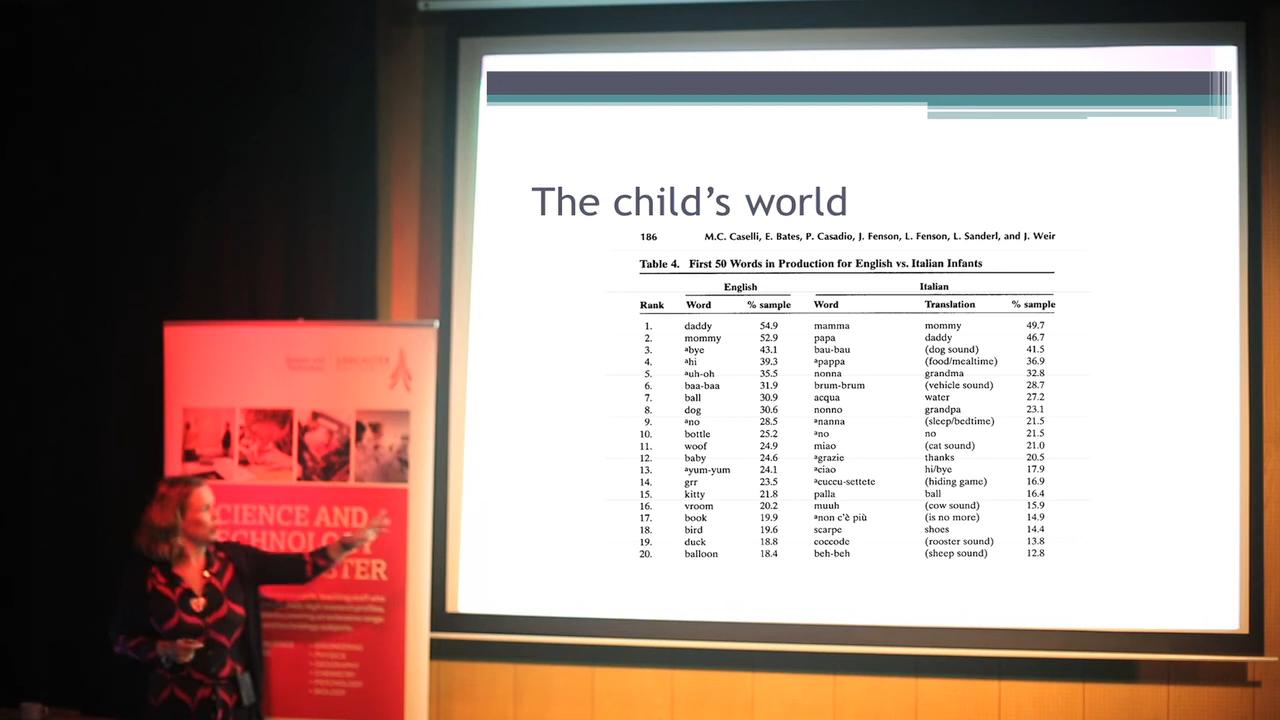 The child's world
186 M.C. Caselli, E. Bates, P. Casadio, J. Fenson, L. Fenson, L. Sanderl, and J. Weir
Table 4. First 50 Words in Production for English vs. Italian Infants
English Italian
Rank Word % sample Word Translation % sample
1. daddy 54.9 mamma mommy 49.7
2. mommy 52.9 papa daddy 46.7
3. ᵃbye 43.1 bau-bau (dog sound) 41.5
4. ᵃhi 39.3 ᵃpappa (food/mealtime) 36.9
5. ᵃuh-oh 35.5 nonna grandma 32.8
6. baa-baa 31.9 brum-brum (vehicle sound) 28.7
7. ball 30.9 acqua water 27.2
8. dog 30.6 nonno grandpa 23.1
9. ᵃno 28.5 ᵃnanna (sleep/bedtime) 21.5
10. bottle 25.2 ᵃno no 21.5
11. woof 24.9 miao (cat sound) 21.0
12. baby 24.6 ᵃgrazie thanks 20.5
13. ᵃyum-yum 24.1 ᵃciao hi/bye 17.9
14. grr 23.5 ᵃcuccu-settete (hiding game) 16.9
15. kitty 21.8 palla ball 16.4
16. vroom 20.2 muuh (cow sound) 15.9
17. book 19.9 ᵃnon c'è più (is no more) 14.9
18. bird 19.6 scarpe shoes 14.4
19. duck 18.8 coccode (rooster sound) 13.8
20. balloon 18.4 beh-beh (sheep sound) 12.8
LANCASTER
CIENCE AND
CHNOLOGY
STER
ENGINEERING
PHYSICS
GEOGRAPHY
CHEMISTRY
PSYCHOLOGY
BIOLOGY